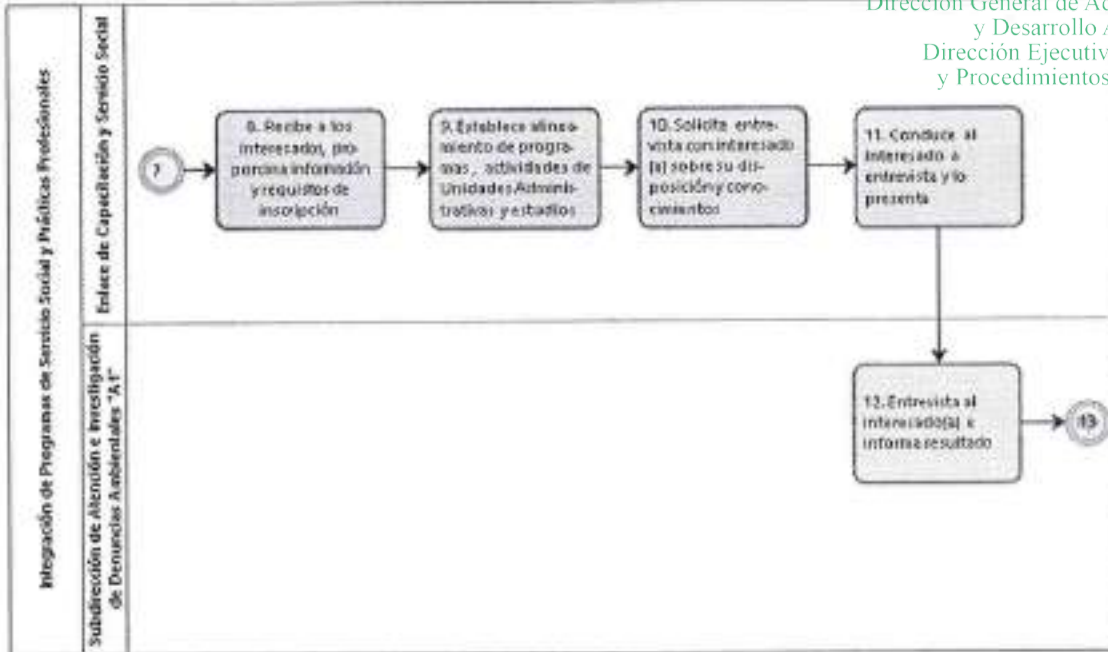 Dirección General de Ac
y Desarrollo A
Dirección Ejecutiv
y Procedimientos
Integración de Programas de Servicio Social y Prácticas Profesionales
Enlace de Capacitación y Servicio Social
7
8. Recibe a los
interesados, pro-
porciona información
y requisitos de
inscripción
9. Establece alinea-
miento de progra-
mas , actividades de
Unidades Adminis-
trativas y estudios
10. Solicita entre-
vista con interesado
(a) sobre su dis-
posición y cono-
cimientos
11. Conduce al
interesado a
entrevista y lo
presenta
Subdirección de Atención e Investigación
de Denuncias Ambientales "A1"
12. Entrevista al
interesado(a) e
informa resultado
13